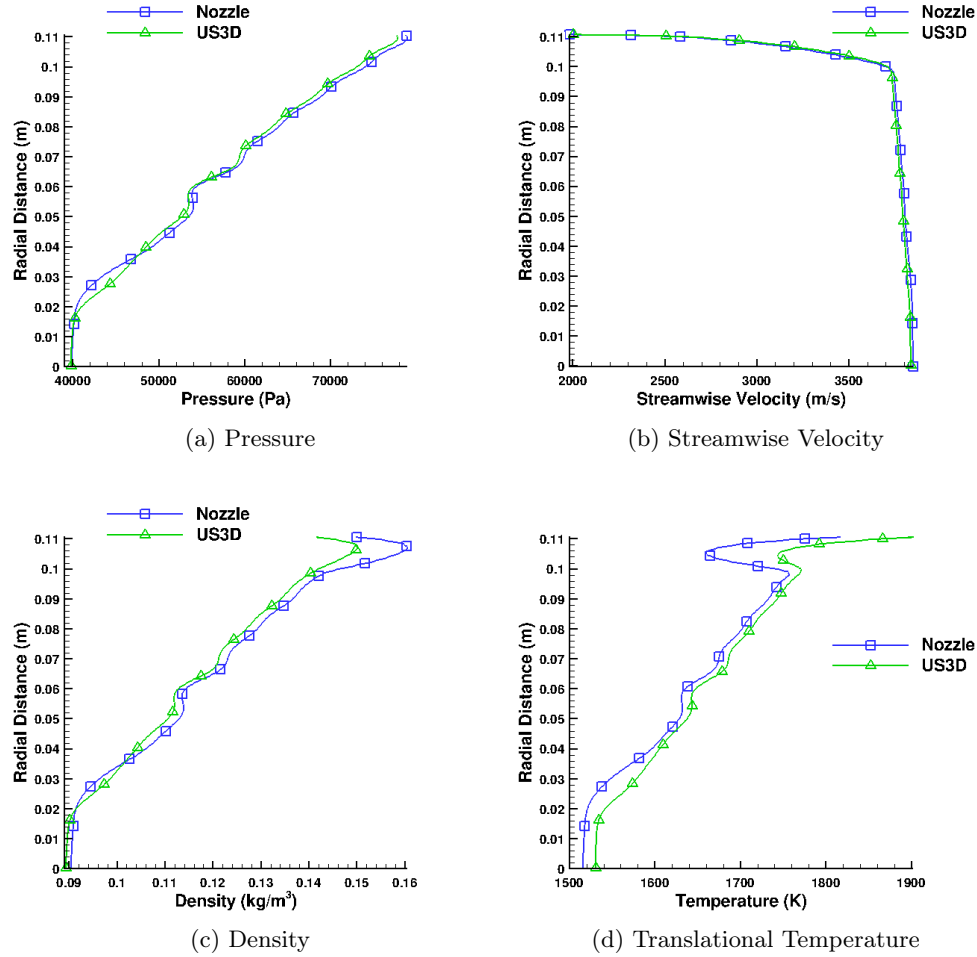 Nozzle
US3D
0.11
0.1
0.09
0.08
0.07
0.06
0.05
0.04
0.03
0.02
0.01
0
Radial Distance (m)
40000 50000 60000 70000
Pressure (Pa)
(a) Pressure
Nozzle
US3D
0.11
0.1
0.09
0.08
0.07
0.06
0.05
0.04
0.03
0.02
0.01
0
Radial Distance (m)
2000 2500 3000 3500
Streamwise Velocity (m/s)
(b) Streamwise Velocity
Nozzle
US3D
0.11
0.1
0.09
0.08
0.07
0.06
0.05
0.04
0.03
0.02
0.01
0
Radial Distance (m)
0.09 0.1 0.11 0.12 0.13 0.14 0.15 0.16
Density (kg/m³)
(c) Density
0.11
0.1
0.09
0.08
0.07
0.06
0.05
0.04
0.03
0.02
0.01
0
Radial Distance (m)
Nozzle
US3D
1500 1600 1700 1800 1900
Temperature (K)
(d) Translational Temperature